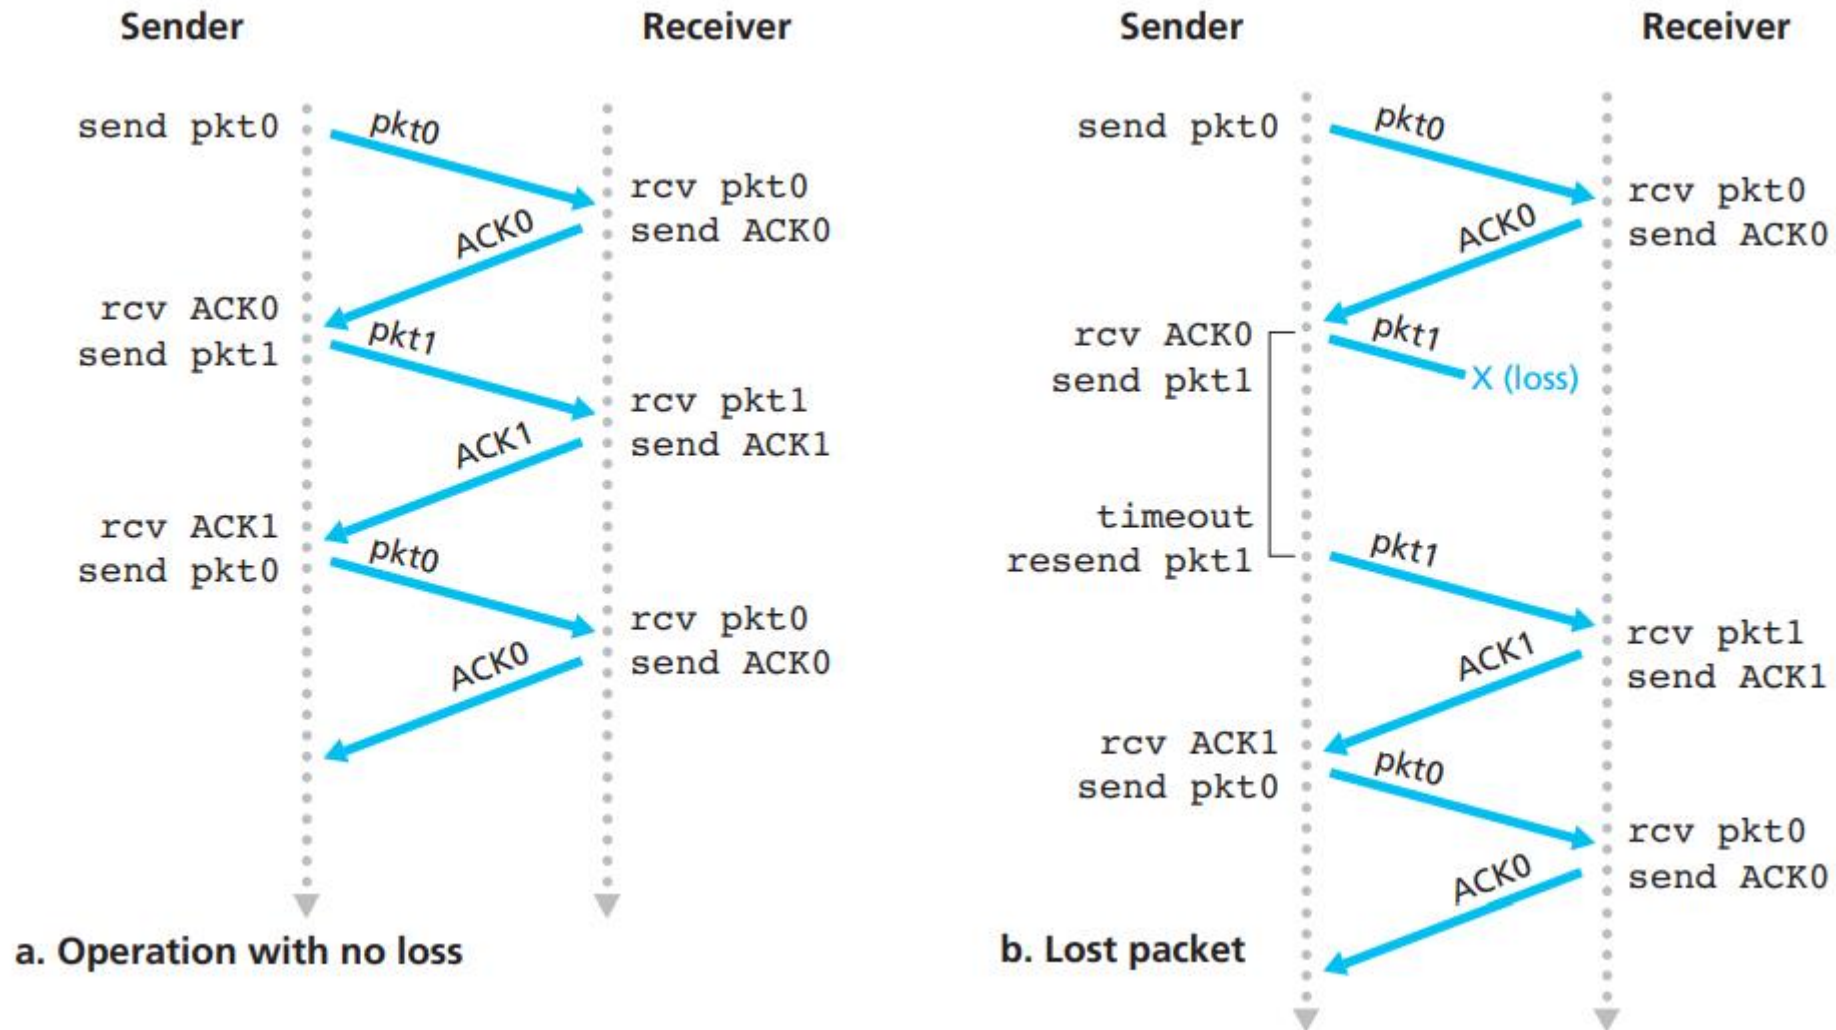 Sender
Receiver
send pkt0
pkt0
rcv pkt0
send ACK0
ACK0
rcv ACK0
send pkt1
pkt1
rcv pkt1
send ACK1
ACK1
rcv ACK1
send pkt0
pkt0
rcv pkt0
send ACK0
ACK0
a. Operation with no loss
Sender
Receiver
send pkt0
pkt0
rcv pkt0
send ACK0
ACK0
rcv ACK0
send pkt1
pkt1
X (loss)
timeout
resend pkt1
pkt1
rcv pkt1
send ACK1
ACK1
rcv ACK1
send pkt0
pkt0
rcv pkt0
send ACK0
ACK0
b. Lost packet